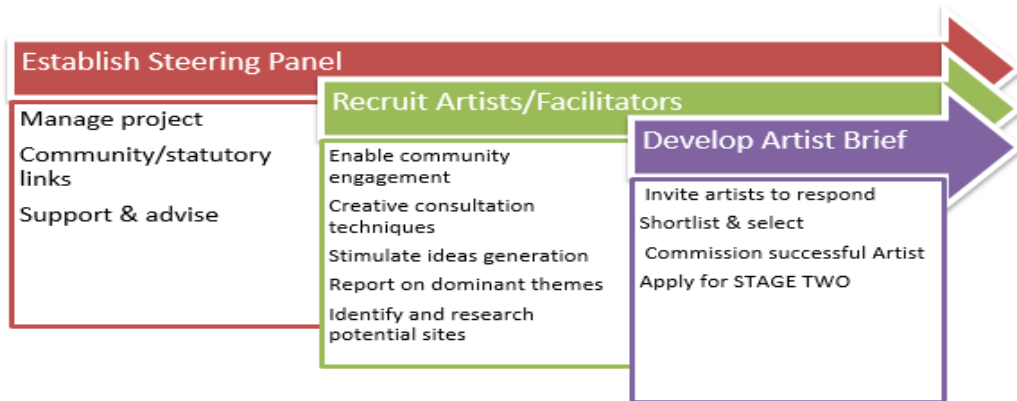 Establish Steering Panel
Manage project
Community/statutory
links
Support & advise
Recruit Artists/Facilitators
Enable community
engagement
Creative consultation
techniques
Stimulate ideas generation
Report on dominant themes
Identify and research
potential sites
Develop Artist Brief
Invite artists to respond
Shortlist & select
Commission successful Artist
Apply for STAGE TWO